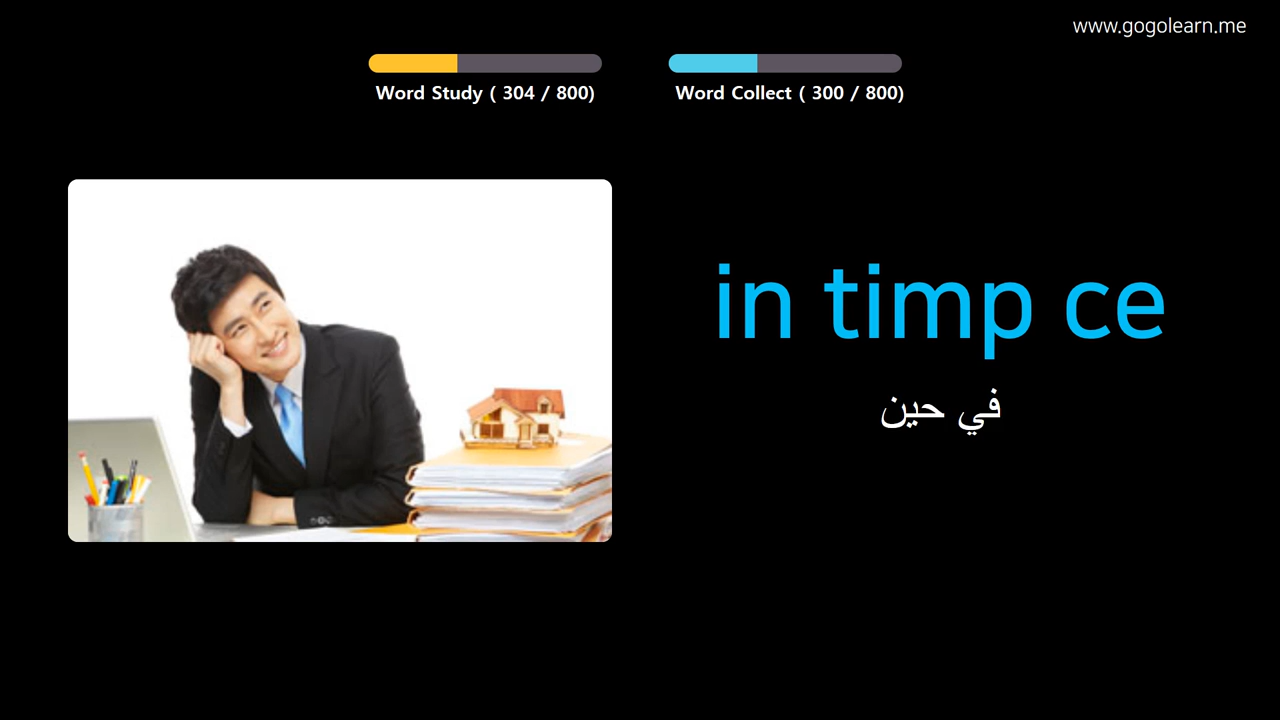 www.gogolearn.me
Word Study ( 304 / 800)
Word Collect ( 300 / 800)
in timp ce
في حين